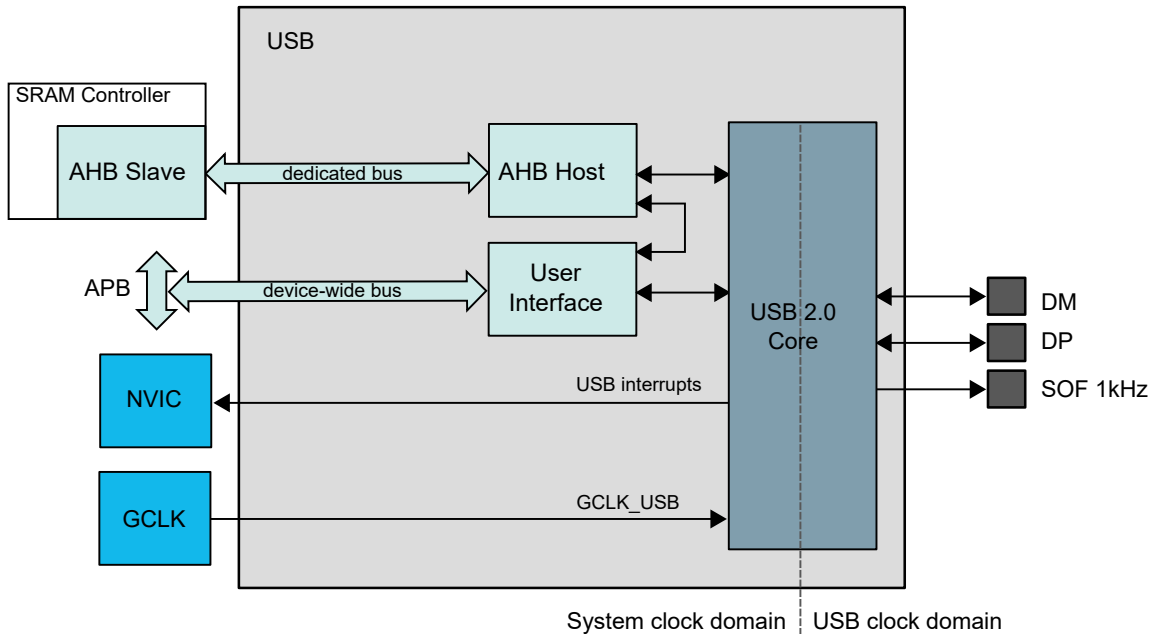 USB
SRAM Controller
AHB Slave
dedicated bus
AHB Host
APB
device-wide bus
User
Interface
USB 2.0
Core
DM
DP
SOF 1kHz
NVIC
USB interrupts
GCLK
GCLK_USB
System clock domain
USB clock domain